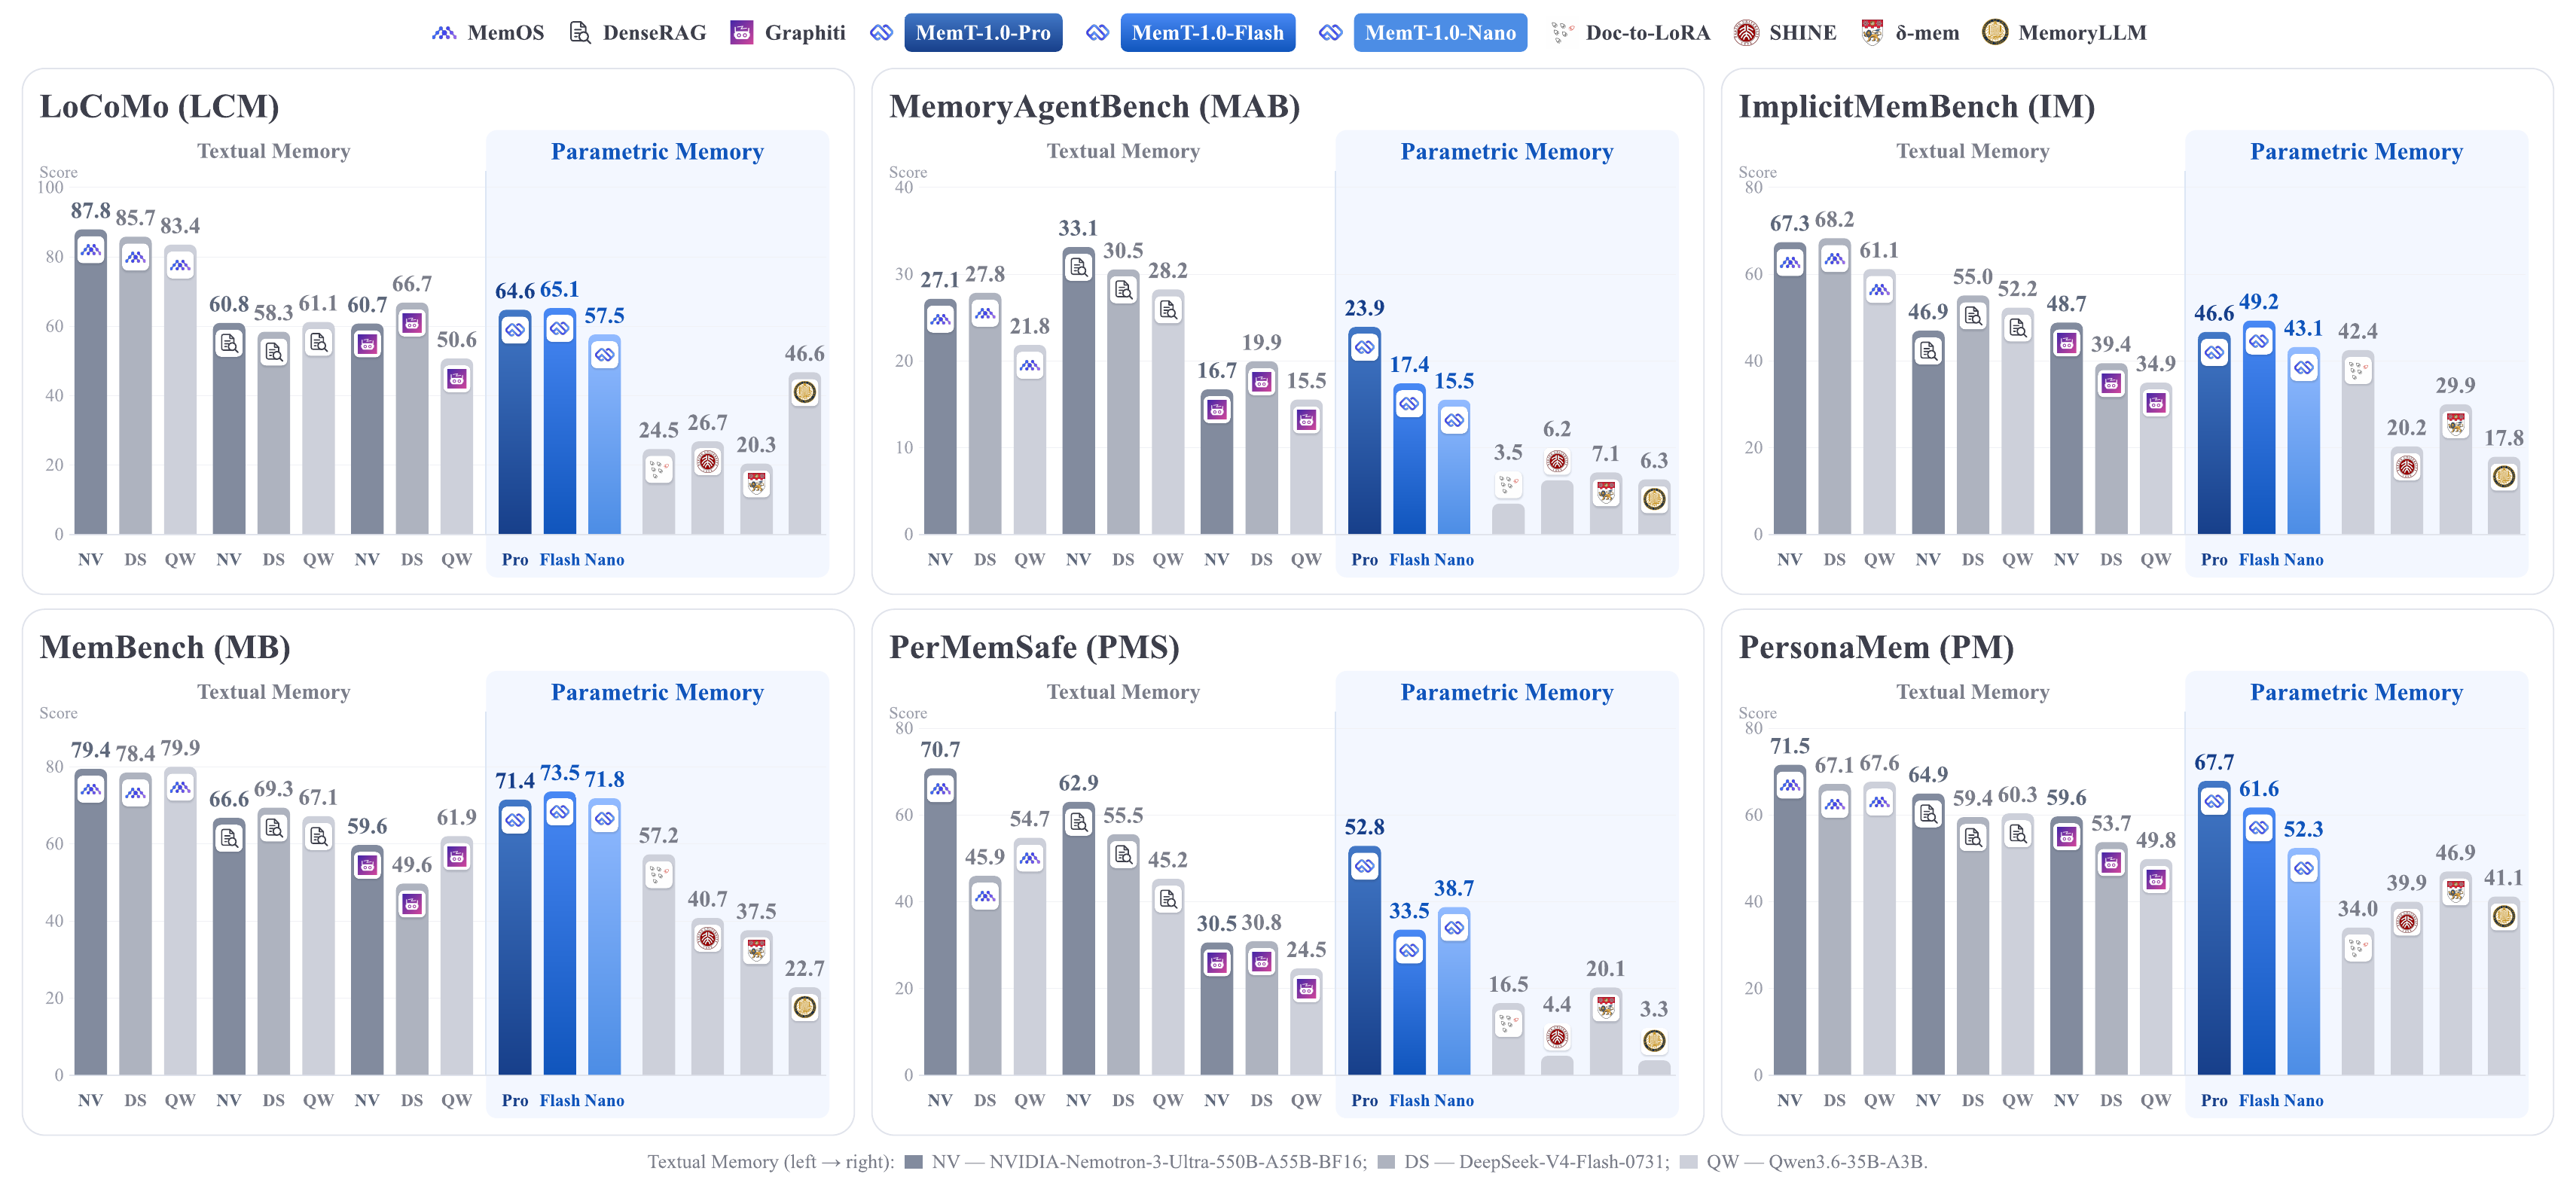 MemOS DenseRAG Graphiti MemT-1.0-Pro MemT-1.0-Flash MemT-1.0-Nano Doc-to-LoRA SHINE δ-mem MemoryLLM
LoCoMo (LCM)
Textual Memory Parametric Memory
Score
100
80
60
40
20
0
87.8 85.7 83.4 60.8 58.3 61.1 60.7 66.7 50.6 64.6 65.1 57.5 24.5 26.7 20.3 46.6
NV DS QW NV DS QW NV DS QW Pro Flash Nano
MemoryAgentBench (MAB)
Textual Memory Parametric Memory
Score
40
30
20
10
0
27.1 27.8 21.8 33.1 30.5 28.2 16.7 19.9 15.5 23.9 17.4 15.5 3.5 6.2 7.1 6.3
NV DS QW NV DS QW NV DS QW Pro Flash Nano
ImplicitMemBench (IM)
Textual Memory Parametric Memory
Score
80
60
40
20
0
67.3 68.2 61.1 46.9 55.0 52.2 48.7 39.4 34.9 46.6 49.2 43.1 42.4 20.2 29.9 17.8
NV DS QW NV DS QW NV DS QW Pro Flash Nano
MemBench (MB)
Textual Memory Parametric Memory
Score
80
60
40
20
0
79.4 78.4 79.9 66.6 69.3 67.1 59.6 49.6 61.9 71.4 73.5 71.8 57.2 40.7 37.5 22.7
NV DS QW NV DS QW NV DS QW Pro Flash Nano
PerMemSafe (PMS)
Textual Memory Parametric Memory
Score
80
60
40
20
0
70.7 45.9 54.7 62.9 55.5 45.2 30.5 30.8 24.5 52.8 33.5 38.7 16.5 4.4 20.1 3.3
NV DS QW NV DS QW NV DS QW Pro Flash Nano
PersonaMem (PM)
Textual Memory Parametric Memory
Score
80
60
40
20
0
71.5 67.1 67.6 64.9 59.4 60.3 59.6 53.7 49.8 67.7 61.6 52.3 34.0 39.9 46.9 41.1
NV DS QW NV DS QW NV DS QW Pro Flash Nano
Textual Memory (left → right): NV — NVIDIA-Nemotron-3-Ultra-550B-A55B-BF16; DS — DeepSeek-V4-Flash-0731; QW — Qwen3.6-35B-A3B.